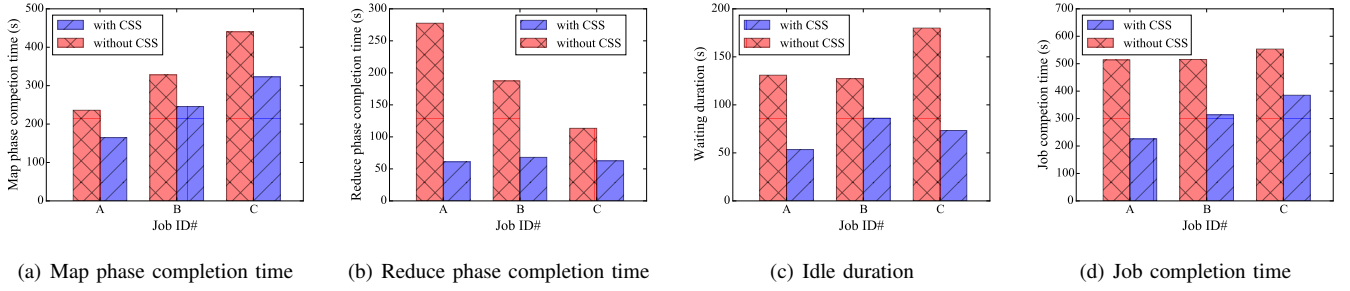 Map phase competion time (s)
500
400
300
200
100
0
with CSS
without CSS
A
B
C
Job ID#
(a) Map phase completion time
Reduce phase completion time (s)
300
250
200
150
100
50
0
with CSS
without CSS
A
B
C
Job ID#
(b) Reduce phase completion time
Waiting duration (s)
200
150
100
50
0
with CSS
without CSS
A
B
C
Job ID#
(c) Idle duration
Job competion time (s)
700
600
500
400
300
200
100
0
with CSS
without CSS
A
B
C
Job ID#
(d) Job completion time